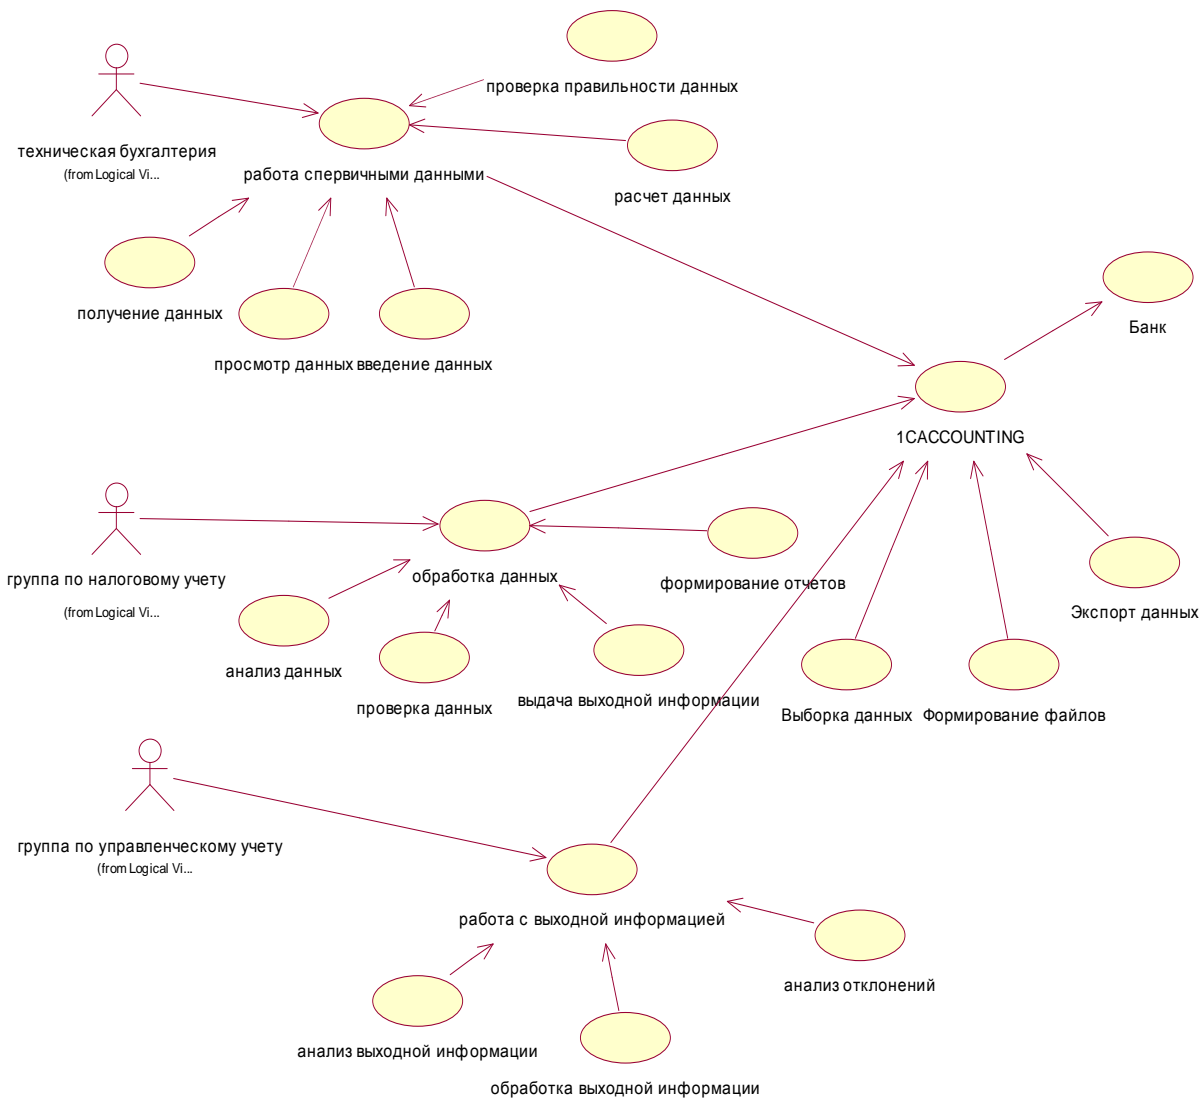 проверка правильности данных
техническая бухгалтерия
(from Logical Vi...
работа спервичными данными
расчет данных
получение данных
просмотр данных
введение данных
Банк
1CACCOUNTING
группа по налоговому учету
(from Logical Vi...
обработка данных
формирование отчетов
Экспорт данных
анализ данных
проверка данных
выдача выходной информации
Выборка данных
Формирование файлов
группа по управленческому учету
(from Logical Vi...
работа с выходной информацией
анализ отклонений
анализ выходной информации
обработка выходной информации